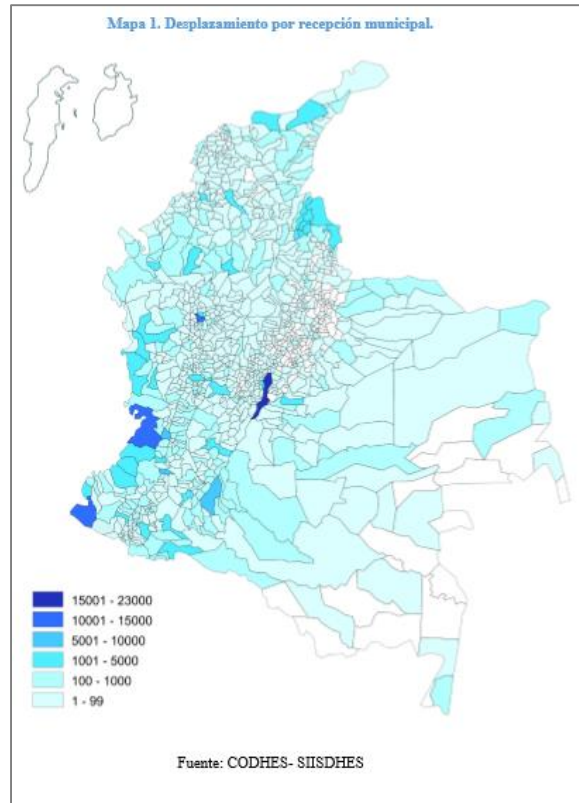 Mapa 1. Desplazamiento por recepción municipal.
15001 - 23000
10001 - 15000
5001 - 10000
1001 - 5000
100 - 1000
1 - 99
Fuente: CODHES- SIISDHES